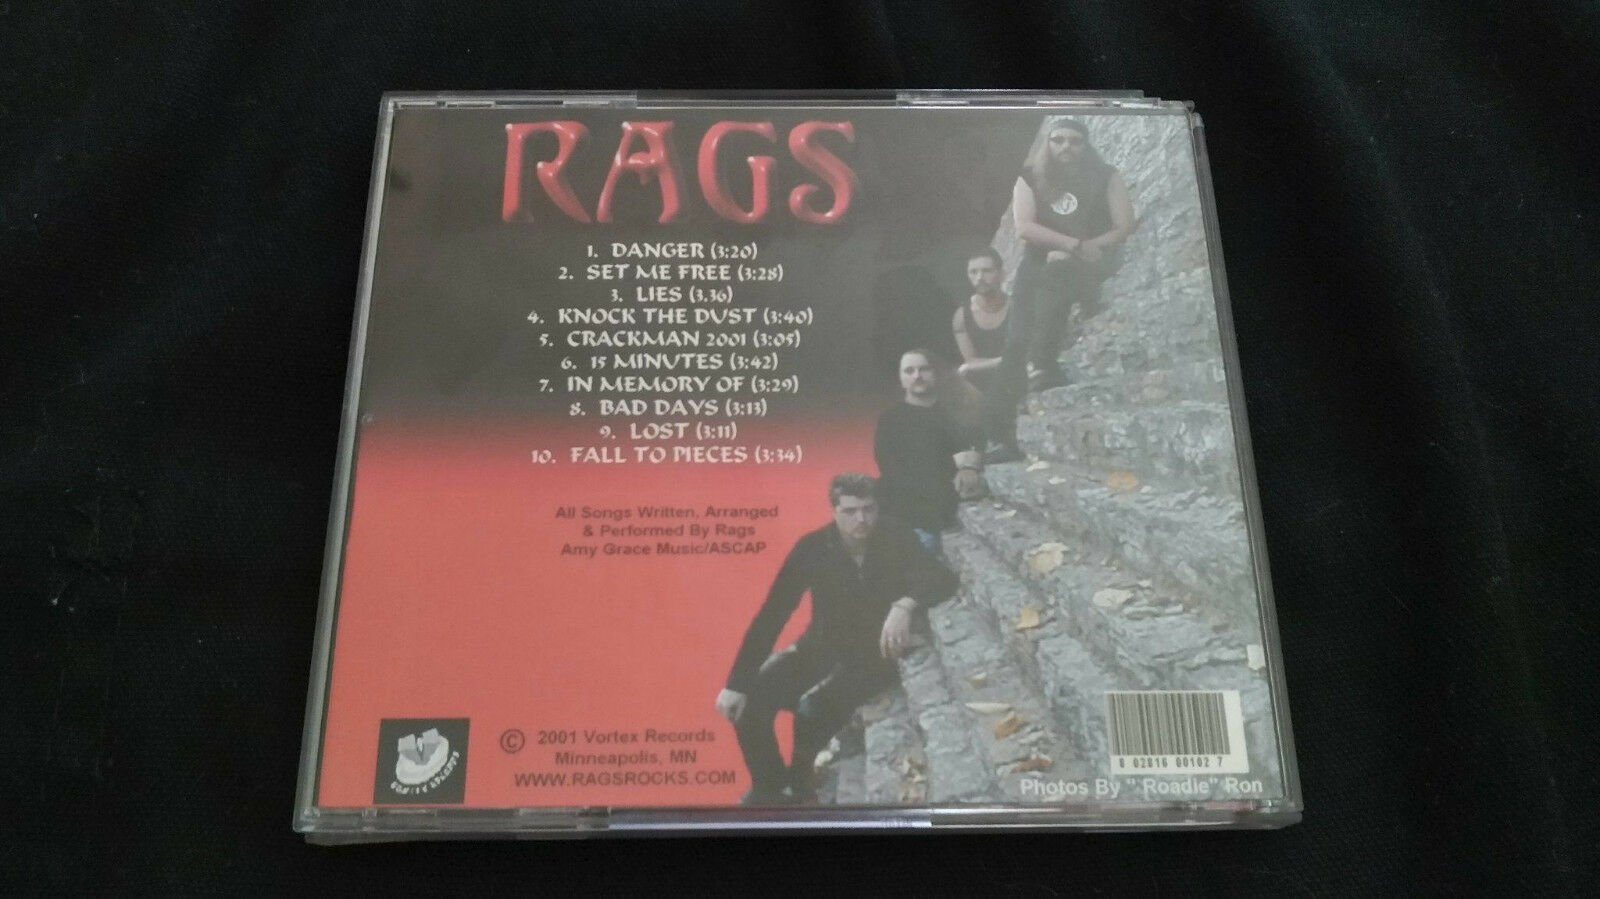 RAGS
1. DANGER (3:20)
2. SET ME FREE (3:28)
3. LIES (3.36)
4. KNOCK THE DUST (3:40)
5. CRACKMAN 2001 (3:05)
6. 15 MINUTES (3:42)
7. IN MEMORY OF (3:29)
8. BAD DAYS (3:13)
9. LOST (3:11)
10. FALL TO PIECES (3:34)
All Songs Written, Arranged
& Performed By Rags
Amy Grace Music/ASCAP
© 2001 Vortex Records
Minneapolis, MN
WWW.RAGSROCKS.COM
8 02816 00102 7
Photos By "Roadie" Ron